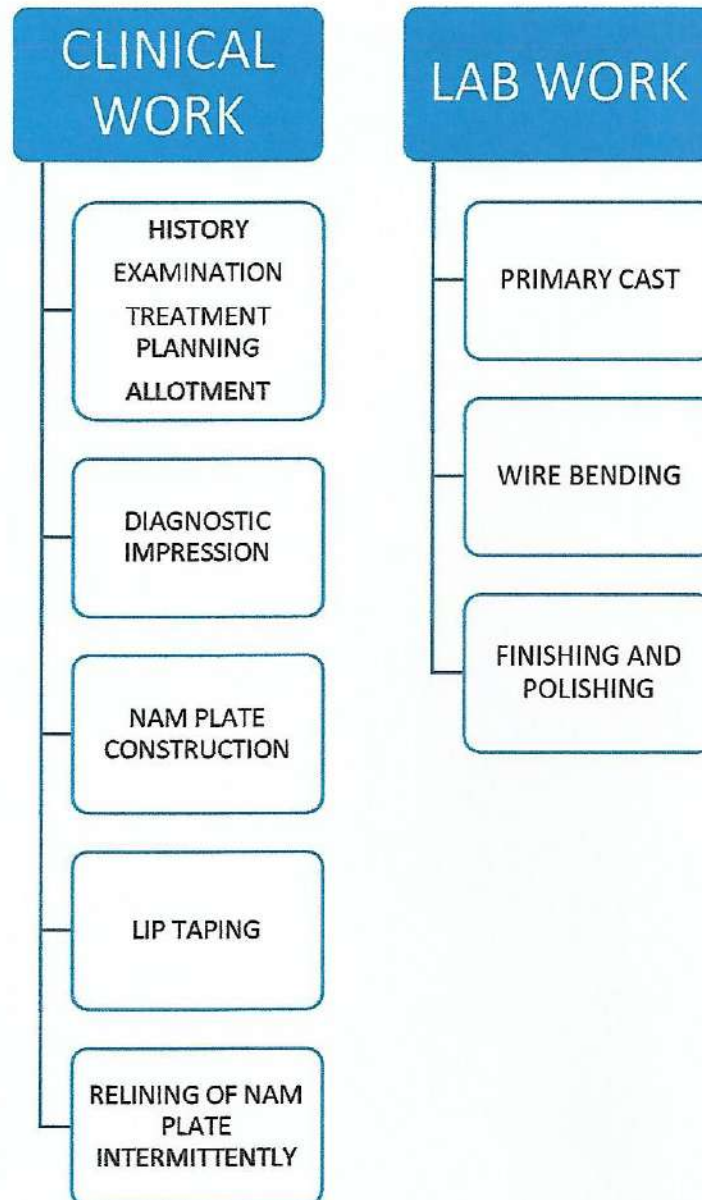 CLINICAL
WORK
HISTORY
EXAMINATION
TREATMENT
PLANNING
ALLOTMENT
DIAGNOSTIC
IMPRESSION
NAM PLATE
CONSTRUCTION
LIP TAPING
RELINING OF NAM
PLATE
INTERMITTENTLY
LAB WORK
PRIMARY CAST
WIRE BENDING
FINISHING AND
POLISHING